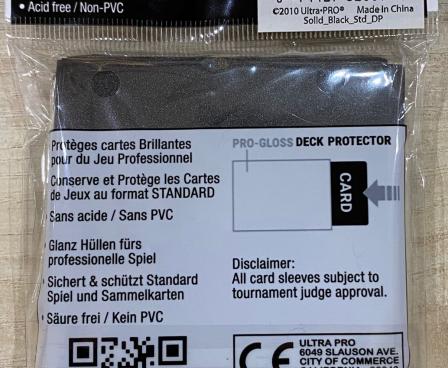 • Acid free / Non-PVC
©2010 Ultra•PRO® Made in China
Solid_Black_Std_DP
Protèges cartes Brillantes
pour du Jeu Professionnel
Conserve et Protège les Cartes
de Jeux au format STANDARD
Sans acide / Sans PVC
Glanz Hüllen fürs
professionelle Spiel
Sichert & schützt Standard
Spiel und Sammelkarten
Säure frei / Kein PVC
PRO-GLOSS DECK PROTECTOR
CARD
Disclaimer:
All card sleeves subject to
tournament judge approval.
CE
ULTRA PRO
6049 SLAUSON AVE.
CITY OF COMMERCE